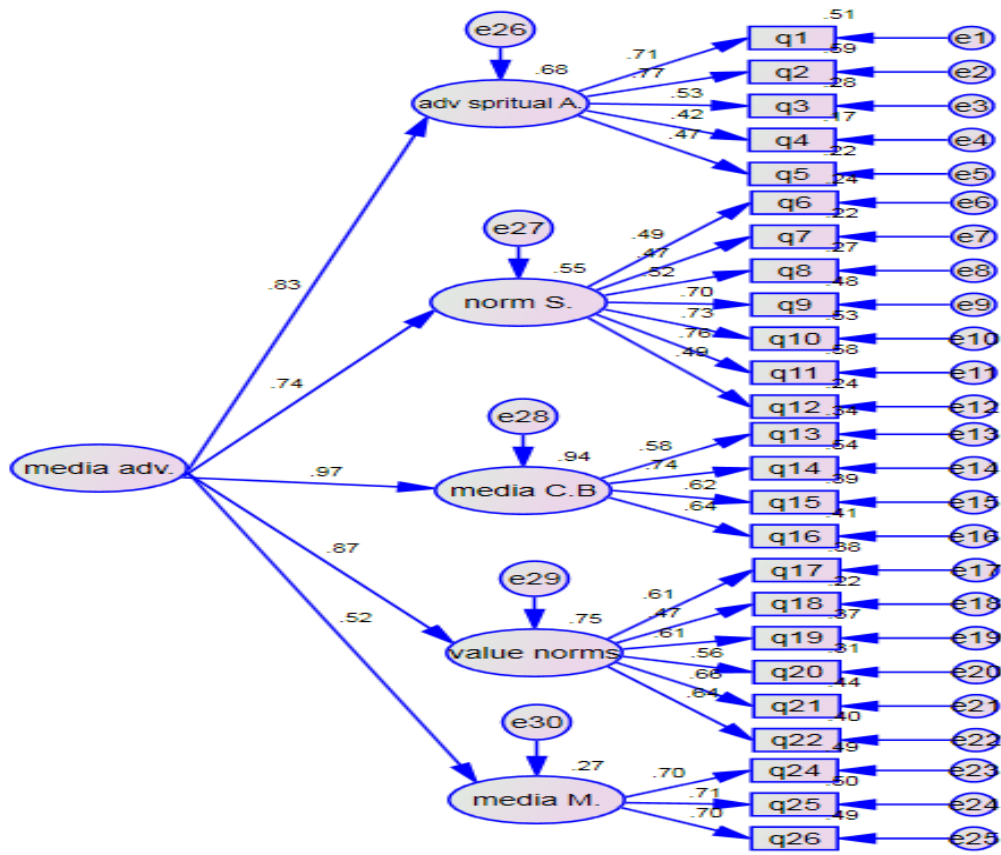 .51
e26
q1
e1
.71
.59
.68
.77
q2
e2
.28
adv spritual A.
.53
q3
e3
.42
.17
.47
q4
e4
.22
q5
e5
.24
q6
e6
.22
e27
.49
q7
e7
.47
.27
.55
.52
q8
e8
.83
.48
norm S.
.70
q9
e9
.73
.53
.76
q10
e10
.49
.58
q11
e11
.74
.24
q12
e12
e28
.34
q13
e13
.58
.54
.94
media adv.
.97
.74
q14
e14
.39
media C.B
.62
q15
e15
.64
.41
q16
e16
.38
.87
q17
e17
e29
.22
.61
q18
e18
.75
.47
.37
.52
.61
q19
e19
value norms
.31
.56
q20
e20
.66
.44
.64
q21
e21
.40
e30
q22
e22
.49
.27
.70
q24
e23
.50
media M.
.71
q25
e24
.70
.49
q26
e25